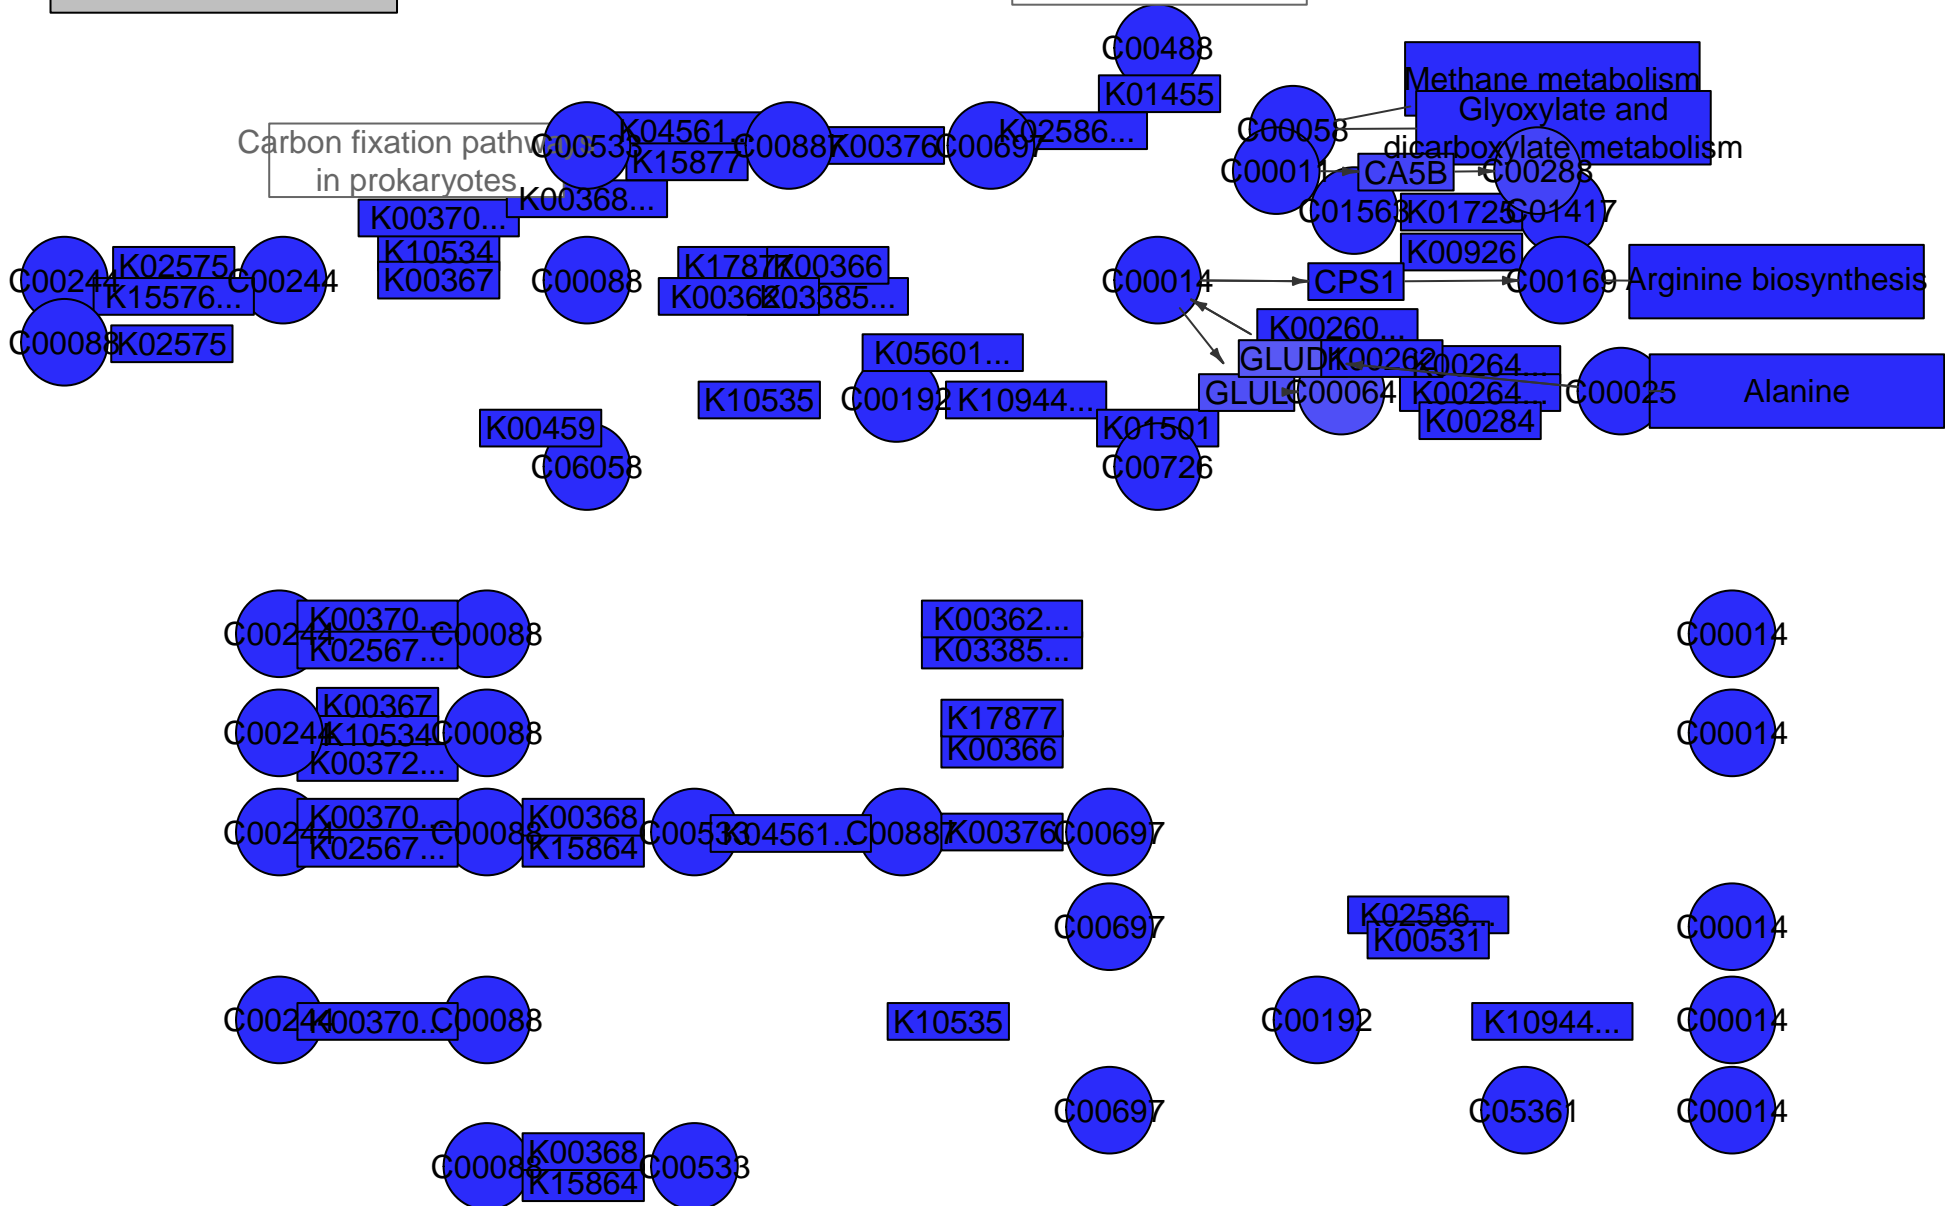 C00488
K01455
Methane metabolism
Glyoxylate and
dicarboxylate metabolism
C00058
Carbon fixation pathways
in prokaryotes
C00533
K04561...
K15877
C00887
K00376
C00697
K02586...
C00011
CA5B
C00288
C01563
K01725
C01417
K00368...
K00370...
K10534
K00367
K00926
C00244
K02575
K15576...
C00244
C00088
K17877
K00366
K00362...
K03385...
C00014
CPS1
C00169
Arginine biosynthesis
C00088
K02575
K05601...
K00260...
GLUD1
K00262
K00264...
K10535
C00192
K10944...
GLUL
C00064
K00264...
K00284
C00025
Alanine
K00459
C06058
K01501
C00726
C00244
K00370...
K02567...
C00088
K00362...
K03385...
C00014
C00244
K00367
K10534
K00372...
C00088
K17877
K00366
C00014
C00244
K00370...
K02567...
C00088
K00368
K15864
C00533
K04561...
C00887
K00376
C00697
C00697
K02586...
K00531
C00014
C00244
K00370...
C00088
K10535
C00192
K10944...
C00014
C00697
C05361
C00014
C00088
K00368
K15864
C00533